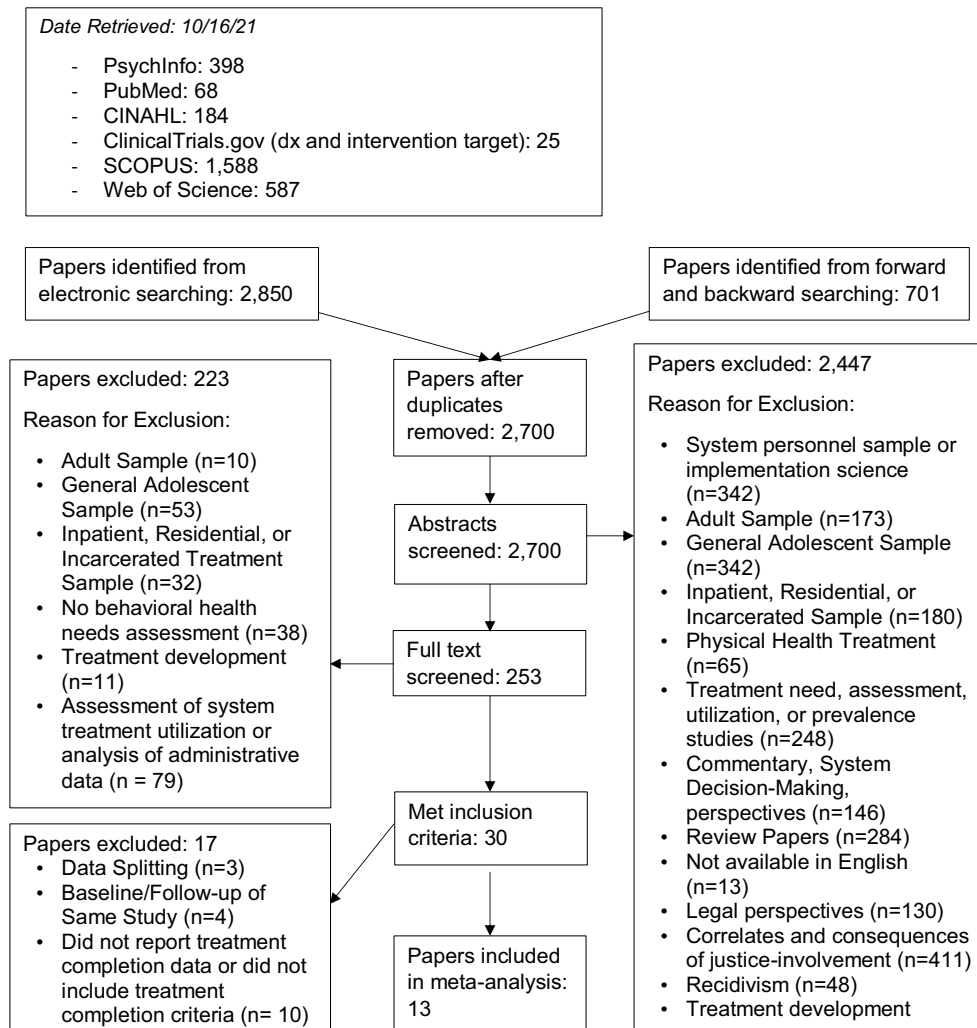 Date Retrieved: 10/16/21
- PsychInfo: 398
- PubMed: 68
- CINAHL: 184
- ClinicalTrials.gov (dx and intervention target): 25
- SCOPUS: 1,588
- Web of Science: 587
Papers identified from
electronic searching: 2,850
Papers identified from forward
and backward searching: 701
Papers after
duplicates
removed: 2,700
Abstracts
screened: 2,700
Full text
screened: 253
Met inclusion
criteria: 30
Papers included
in meta-analysis:
13
Papers excluded: 223
Reason for Exclusion:
• Adult Sample (n=10)
• General Adolescent
Sample (n=53)
• Inpatient, Residential, or
Incarcerated Treatment
Sample (n=32)
• No behavioral health
needs assessment (n=38)
• Treatment development
(n=11)
• Assessment of system
treatment utilization or
analysis of administrative
data (n = 79)
Papers excluded: 17
• Data Splitting (n=3)
• Baseline/Follow-up of
Same Study (n=4)
• Did not report treatment
completion data or did not
include treatment
completion criteria (n= 10)
Papers excluded: 2,447
Reason for Exclusion:
• System personnel sample or
implementation science
(n=342)
• Adult Sample (n=173)
• General Adolescent Sample
(n=342)
• Inpatient, Residential, or
Incarcerated Sample (n=180)
• Physical Health Treatment
(n=65)
• Treatment need, assessment,
utilization, or prevalence
studies (n=248)
• Commentary, System
Decision-Making,
perspectives (n=146)
• Review Papers (n=284)
• Not available in English
(n=13)
• Legal perspectives (n=130)
• Correlates and consequences
of justice-involvement (n=411)
• Recidivism (n=48)
• Treatment development